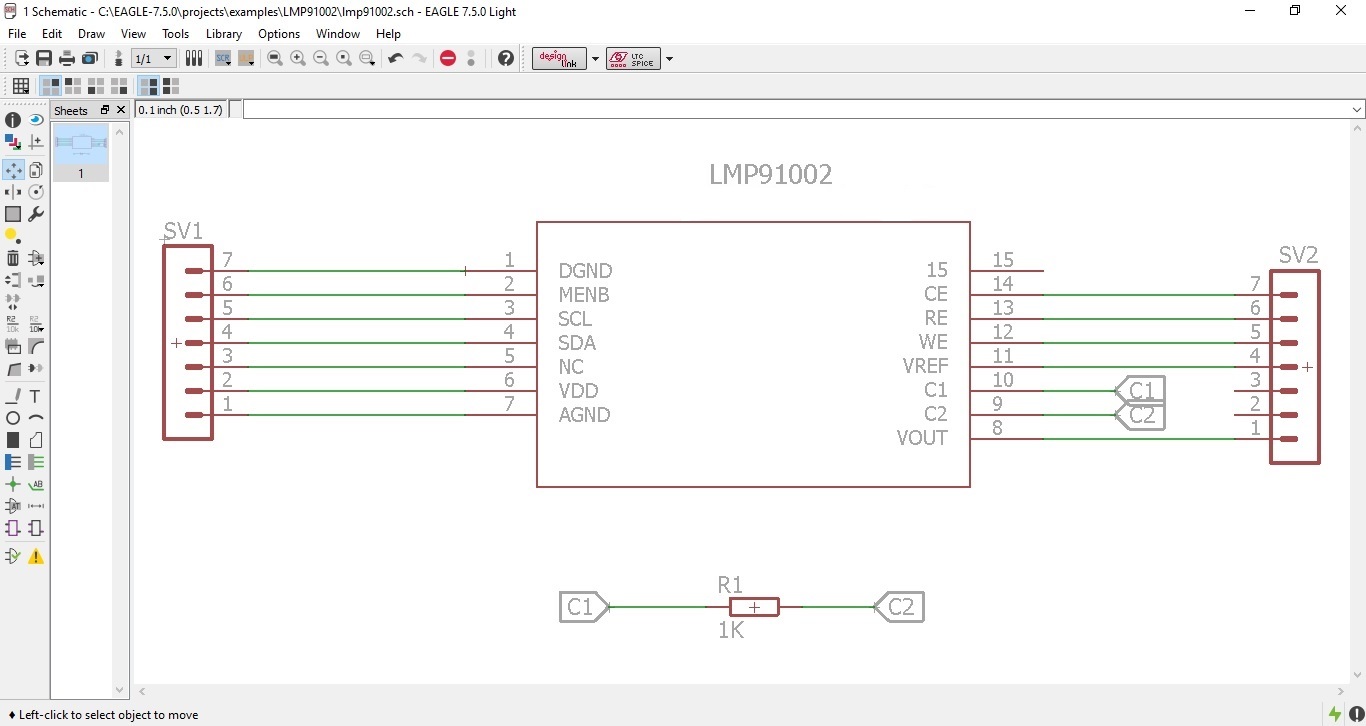 1 Schematic - C:\EAGLE-7.5.0\projects\examples\LMP91002\lmp91002.sch - EAGLE 7.5.0 Light
File Edit Draw View Tools Library Options Window Help
1/1 SCR design link LTC SPICE
Sheets 0.1 inch (0.5 1.7)
1
LMP91002
SV1
SV2
7 1 DGND 15 15
6 2 MENB CE 14 7
5 3 SCL RE 13 6
4 4 SDA WE 12 5
3 5 NC VREF 11 4
2 6 VDD C1 10 C1 3
1 7 AGND C2 9 C2 2
VOUT 8 1
R1
C1 C2
1K
Left-click to select object to move